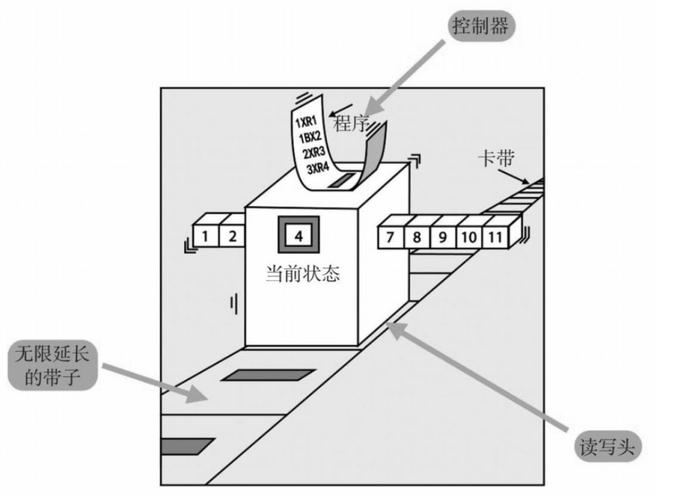 控制器
1XR1
1BX2
2XR3
3XR4
程序
卡带
1 2
4
7 8 9 10 11
当前状态
无限延长
的带子
读写头